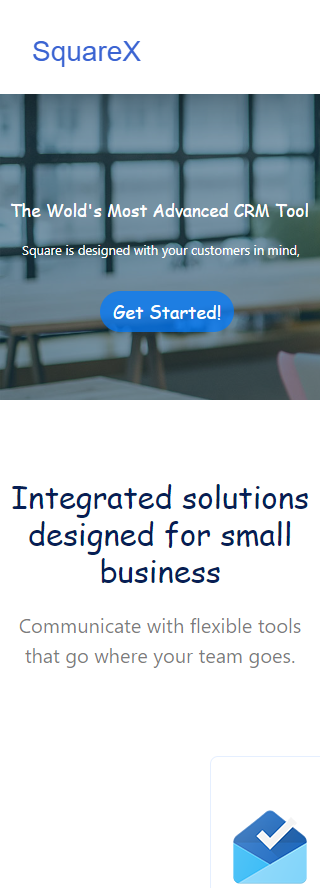 SquareX
The Wold's Most Advanced CRM Tool
Square is designed with your customers in mind,
Get Started!
Integrated solutions
designed for small
business
Communicate with flexible tools
that go where your team goes.